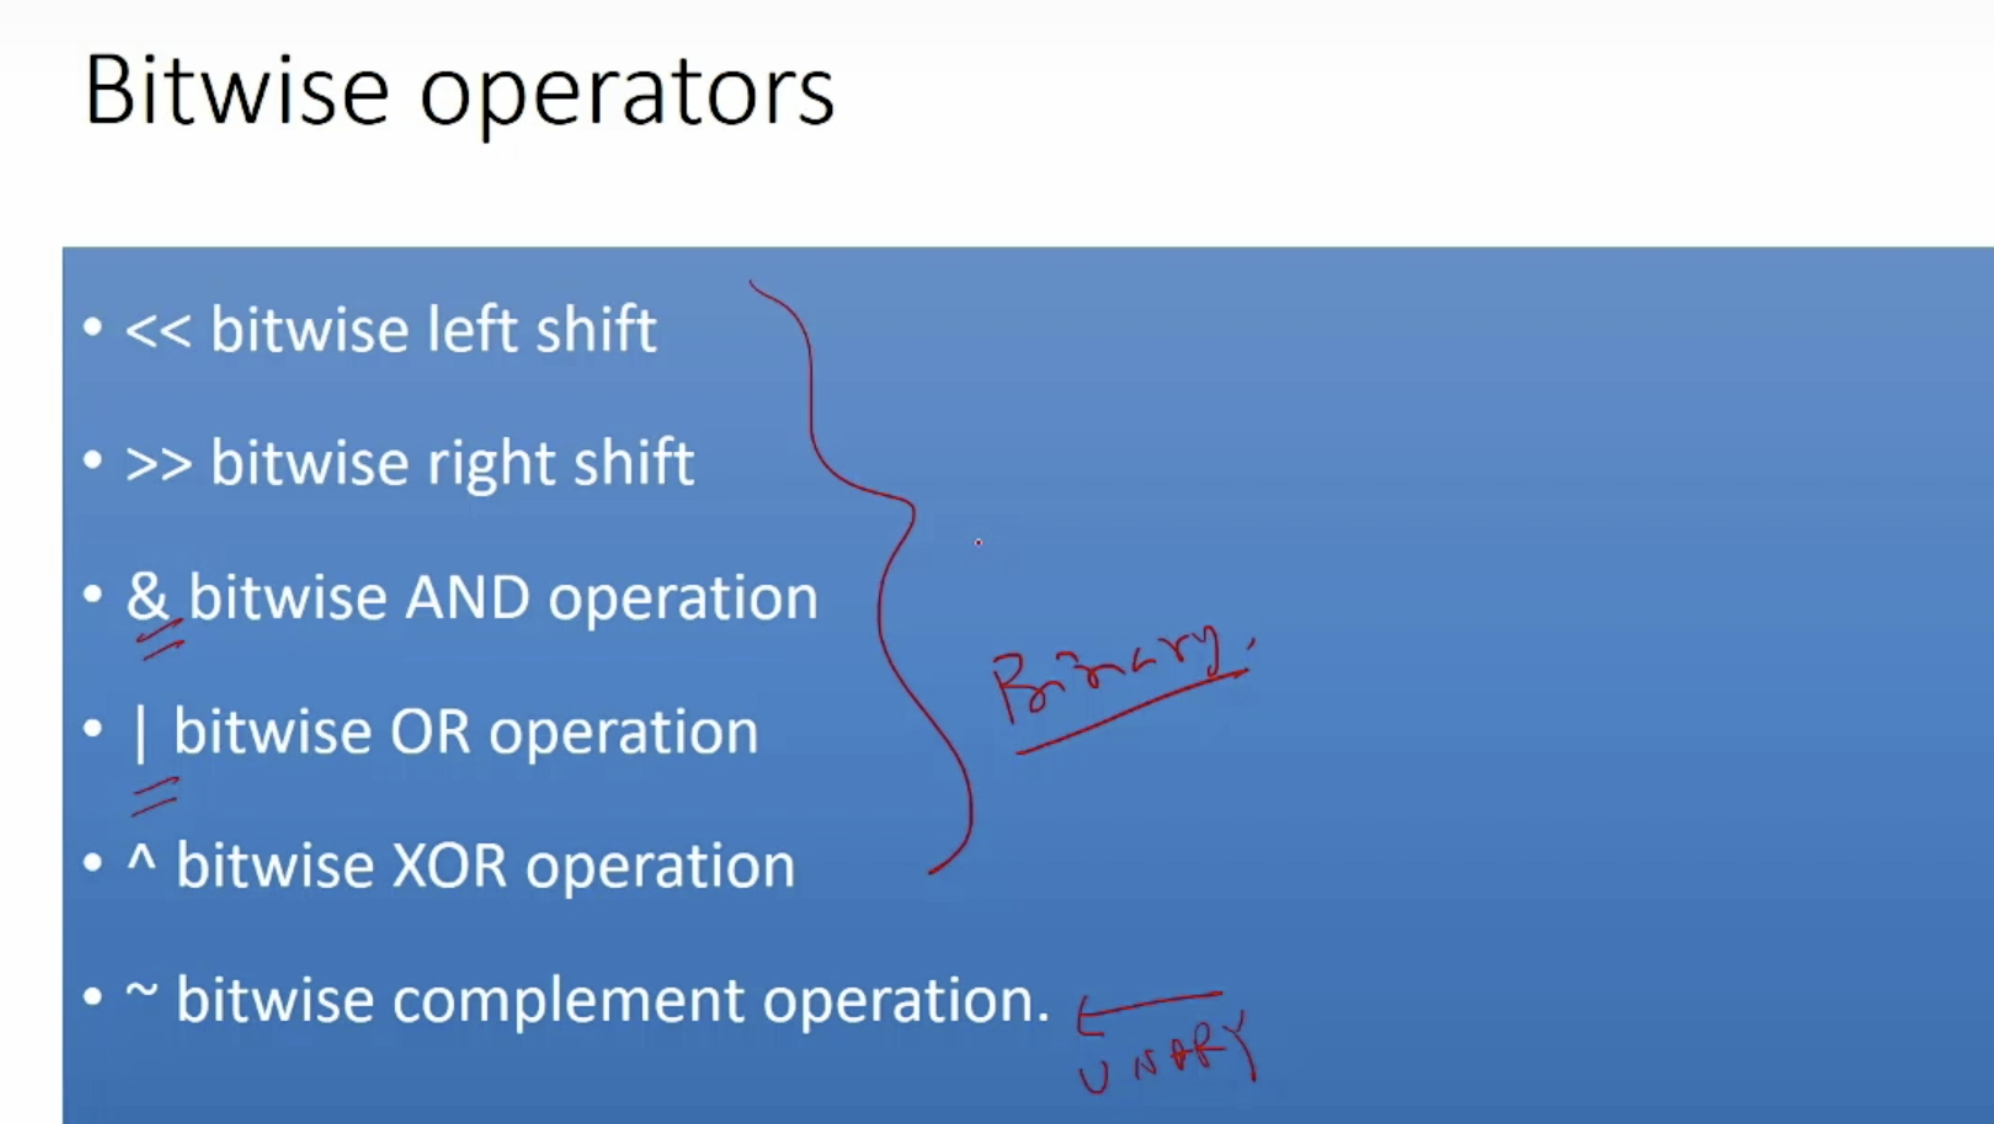 Bitwise operators
• << bitwise left shift
• >> bitwise right shift
• & bitwise AND operation
• | bitwise OR operation
Binary.
• ^ bitwise XOR operation
• ~ bitwise complement operation.
UNARY